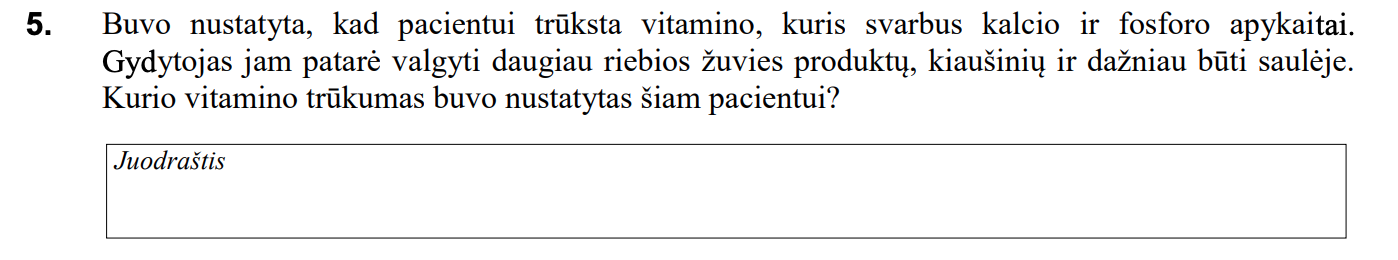 5. Buvo nustatyta, kad pacientui trūksta vitamino, kuris svarbus kalcio ir fosforo apykaitai.
Gydytojas jam patarė valgyti daugiau riebios žuvies produktų, kiaušinių ir dažniau būti saulėje.
Kurio vitamino trūkumas buvo nustatytas šiam pacientui?
Juodraštis